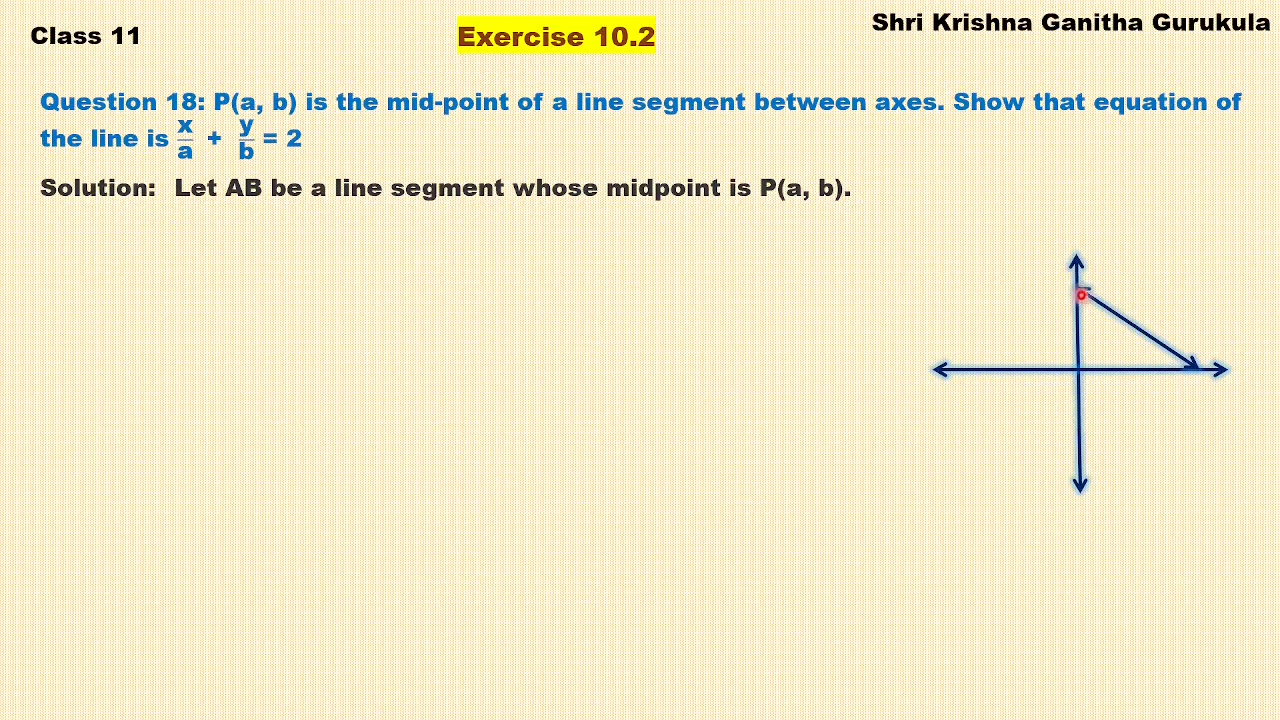 Class 11
Exercise 10.2
Shri Krishna Ganitha Gurukula
Question 18: P(a, b) is the mid-point of a line segment between axes. Show that equation of
the line is x/a + y/b = 2
Solution: Let AB be a line segment whose midpoint is P(a, b).